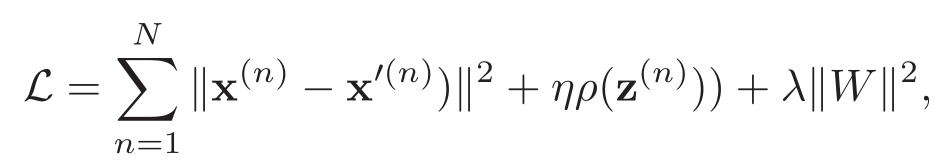 $\mathcal{L} = \sum_{n=1}^{N} \|\mathbf{x}^{(n)} - \mathbf{x}'^{(n)})\|^2 + \eta\rho(\mathbf{z}^{(n)})) + \lambda\|W\|^2,$